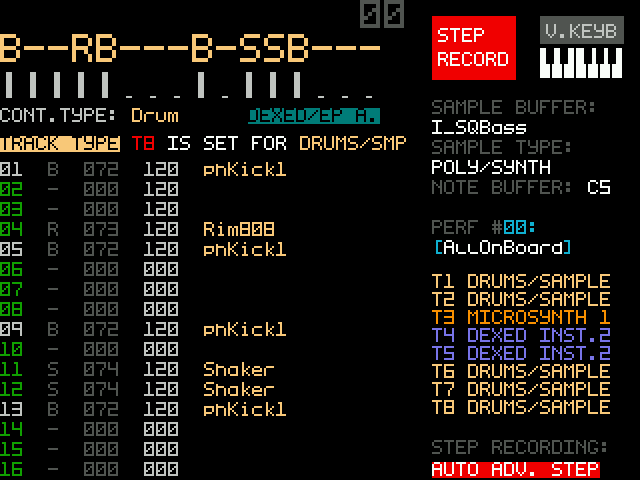 00
B--RB---B-SSB---
CONT.TYPE: Drum DEXED/EP A.
TRACK TYPE T8 IS SET FOR DRUMS/SMP
01 B 072 120 phKick1
02 - 000 120
03 - 000 120
04 R 073 120 Rim808
05 B 072 120 phKick1
06 - 000 000
07 - 000 000
08 - 000 000
09 B 072 120 phKick1
10 - 000 000
11 S 074 120 Shaker
12 S 074 120 Shaker
13 B 072 120 phKick1
14 - 000 000
15 - 000 000
16 - 000 000
STEP
RECORD
V.KEYB
SAMPLE BUFFER:
I_SQBass
SAMPLE TYPE:
POLY/SYNTH
NOTE BUFFER: C5
PERF #00:
[AllOnBoard]
T1 DRUMS/SAMPLE
T2 DRUMS/SAMPLE
T3 MICROSYNTH 1
T4 DEXED INST.2
T5 DEXED INST.2
T6 DRUMS/SAMPLE
T7 DRUMS/SAMPLE
T8 DRUMS/SAMPLE
STEP RECORDING:
AUTO ADV. STEP